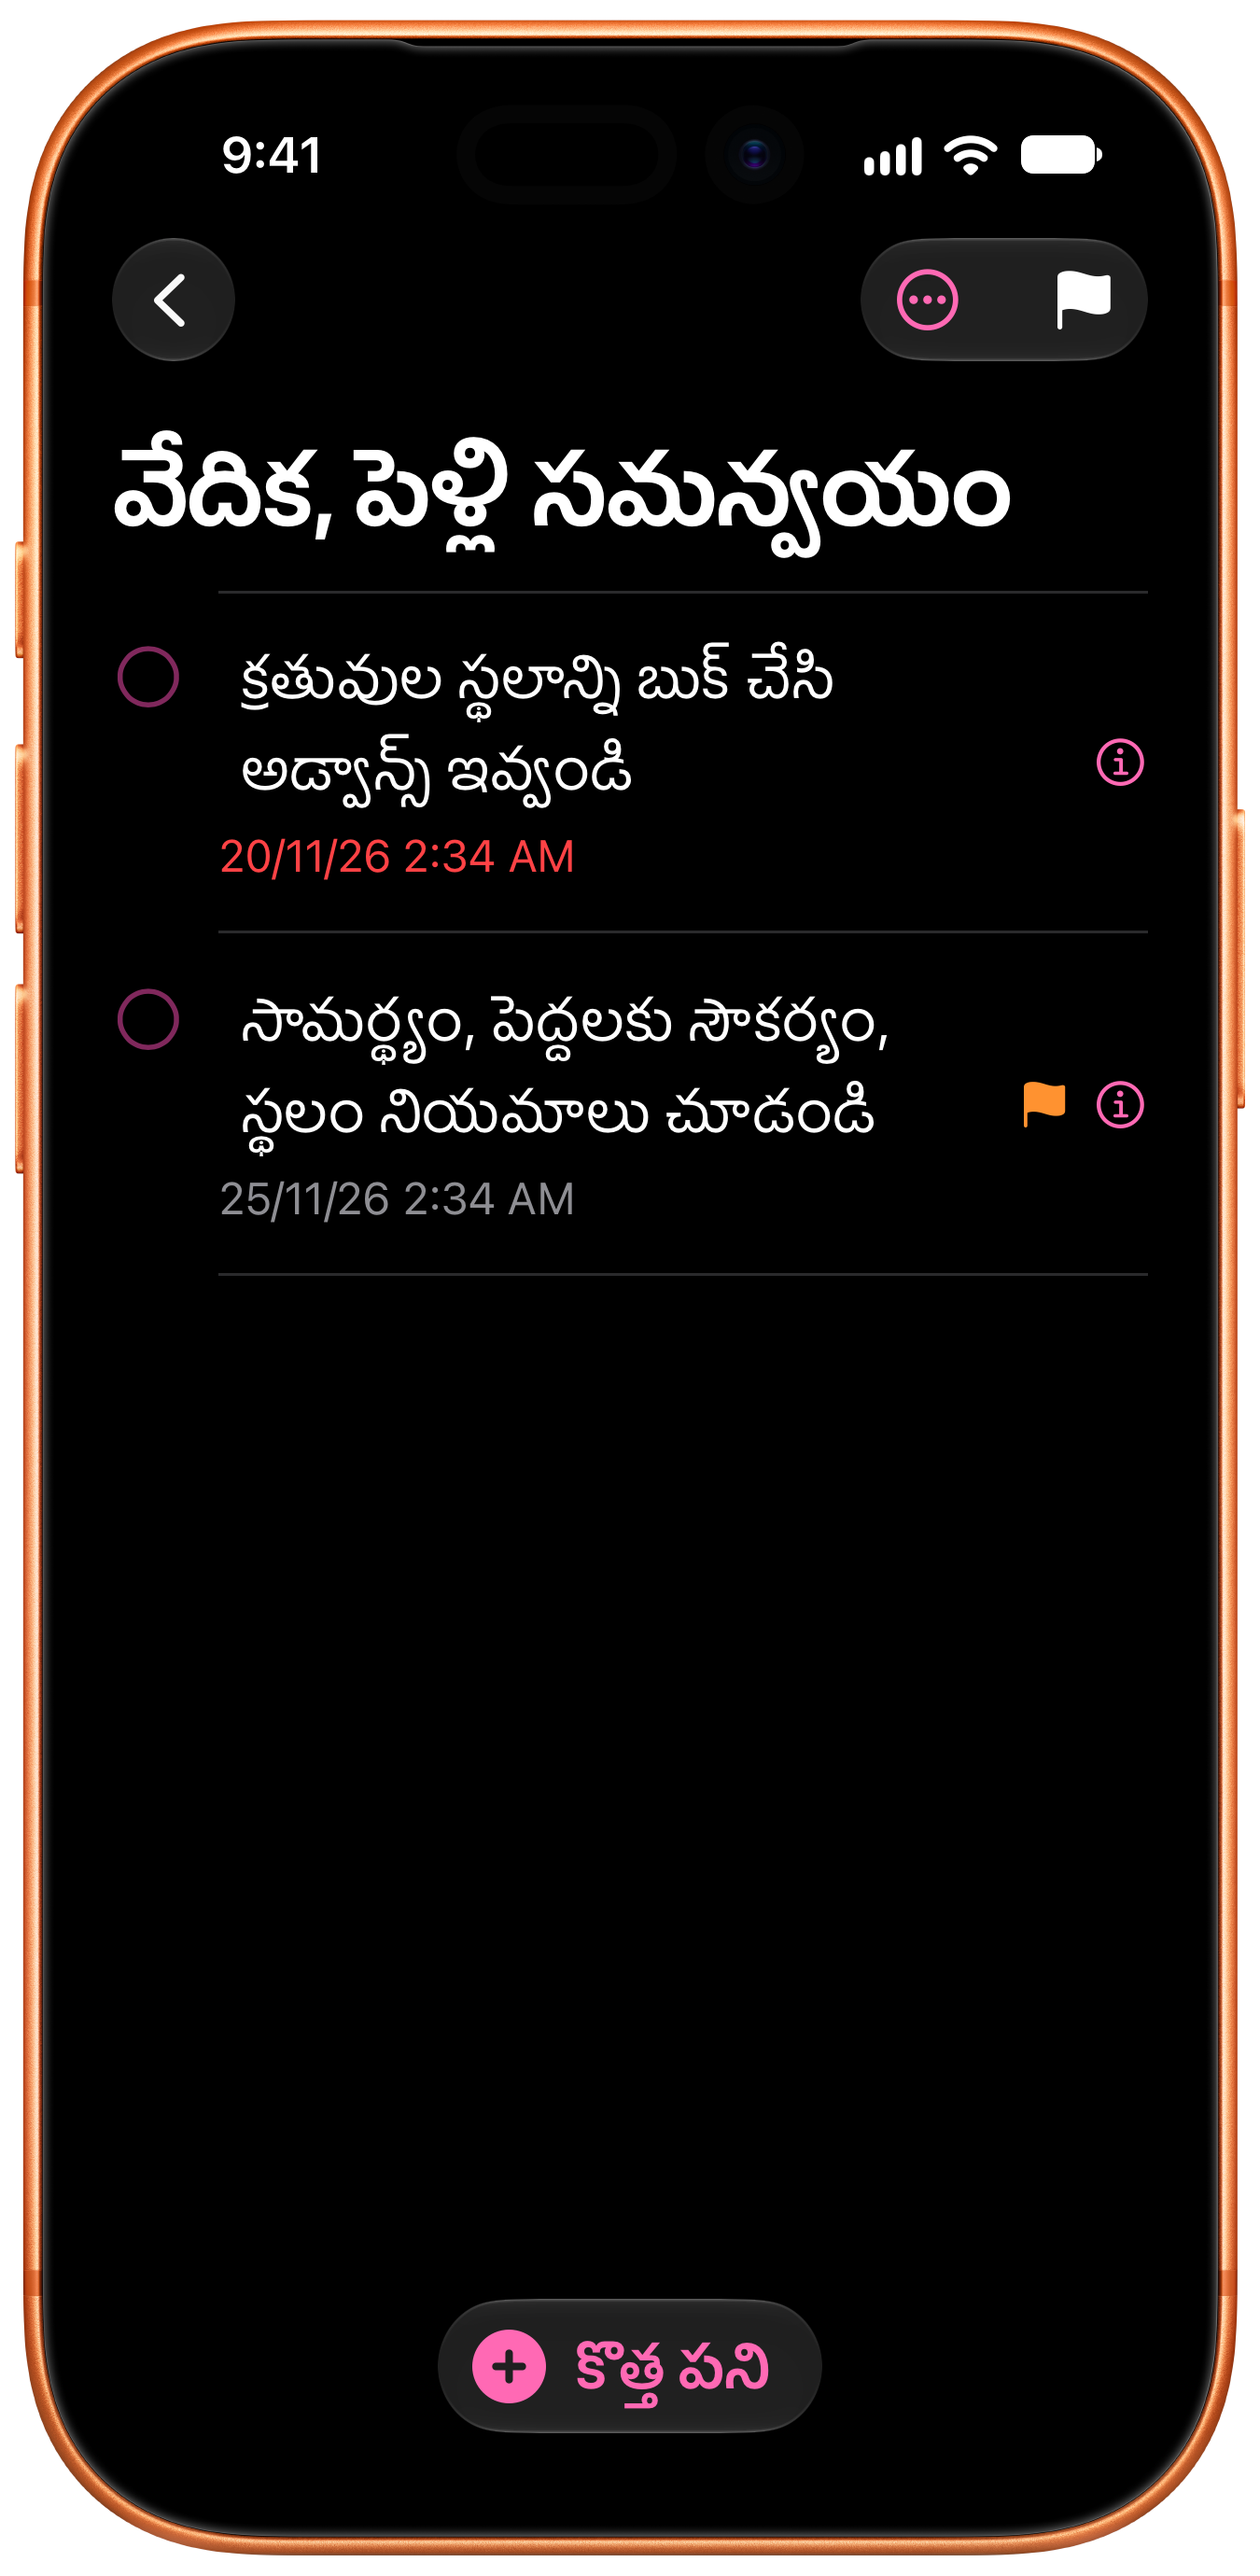 9:41
వేదిక, పెళ్లి సమన్వయం
క్రతువుల స్థలాన్ని బుక్ చేసి
అడ్వాన్స్ ఇవ్వండి
20/11/26 2:34 AM
సామర్థ్యం, పెద్దలకు సౌకర్యం,
స్థలం నియమాలు చూడండి
25/11/26 2:34 AM
కొత్త పని